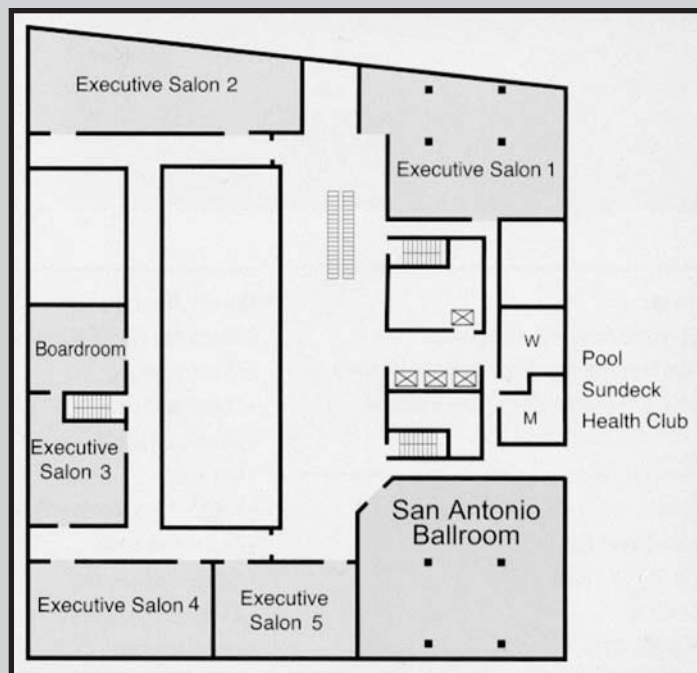 Executive Salon 2
Executive Salon 1
Boardroom
W
Pool
Sundeck
M
Health Club
Executive
Salon 3
San Antonio
Ballroom
Executive Salon 4
Executive
Salon 5